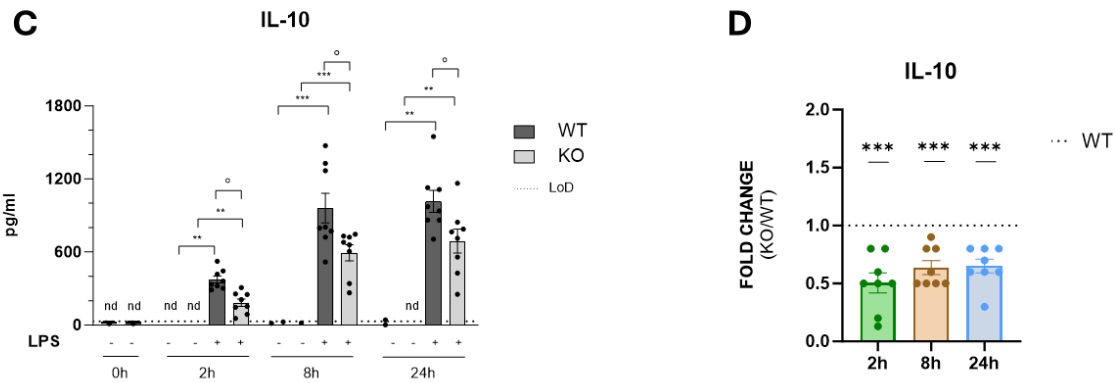 C
IL-10
pg/ml
1800
1200
600
0
nd nd nd nd nd
** ** °
*** *** °
** ** °
LPS - - - - + + - - + + - - + +
0h 2h 8h 24h
WT
KO
LoD
D
IL-10
FOLD CHANGE
(KO/WT)
2.0
1.5
1.0
0.5
0.0
*** *** ***
2h 8h 24h
WT